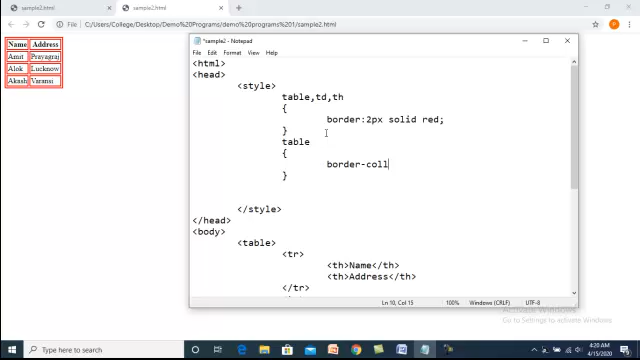 sample2.html
sample2.html
File
C:/Users/College/Desktop/Demo%20Programs/demo%20programs%201/sample2.html
Name Address
Amit Prayagraj
Alok Lucknow
Akash Varansi
*sample2 - Notepad
File Edit Format View Help
<html>
<head>
<style>
table,td,th
{
border:2px solid red;
}
table
{
border-coll
}
</style>
</head>
<body>
<table>
<tr>
<th>Name</th>
<th>Address</th>
</tr>
Ln 10, Col 15 100% Windows (CRLF) UTF-8
Activate Windows
Go to Settings to activate Windows.
Type here to search
4:20 AM
4/15/2020